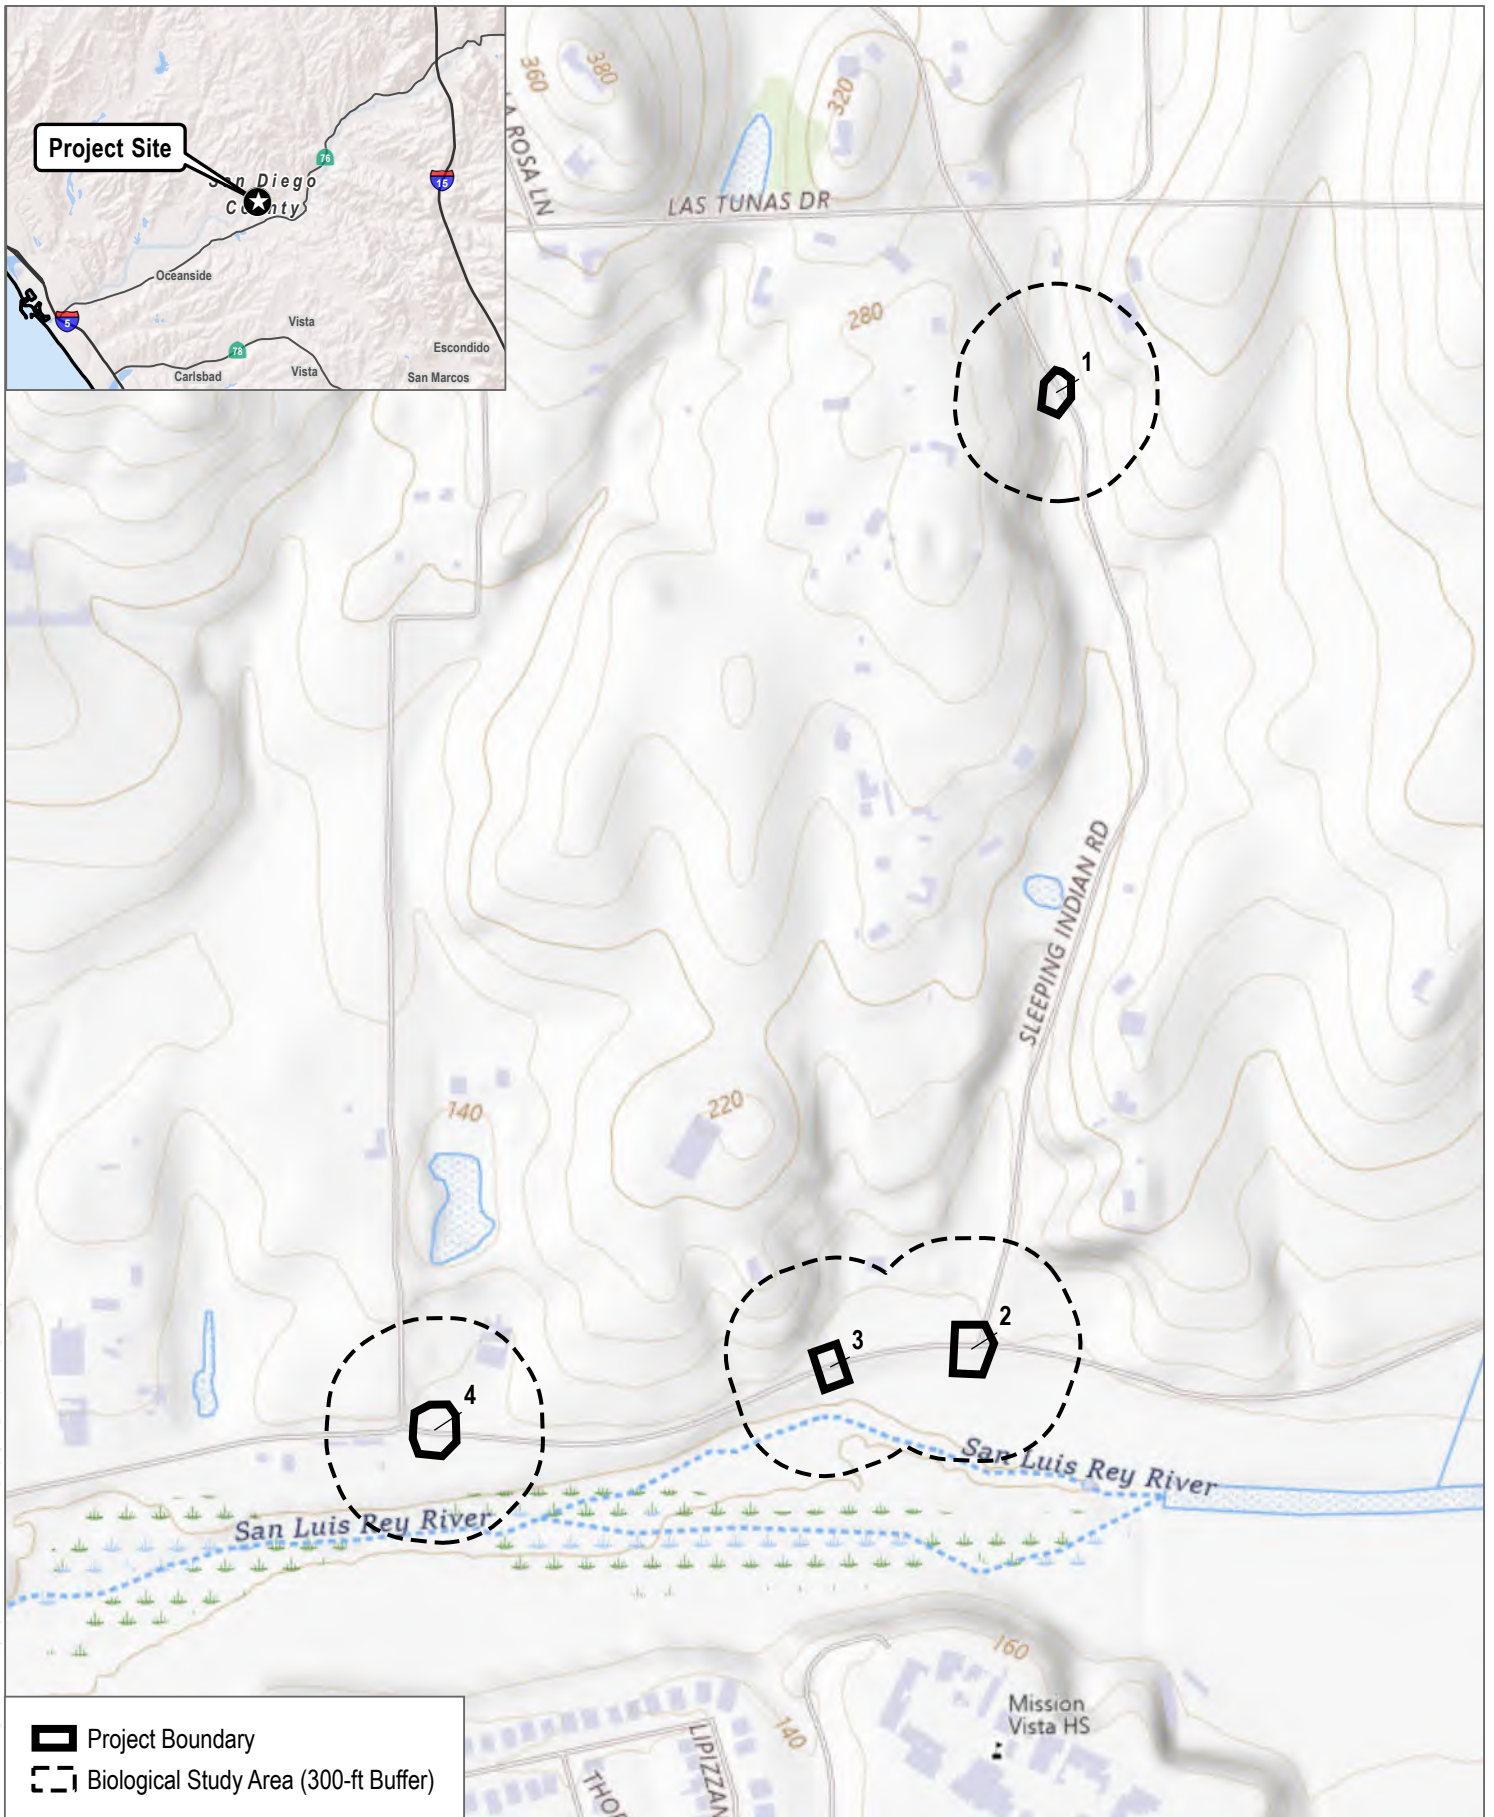 Project Site
San Diego
County
76
15
Oceanside
5
Vista
78
Carlsbad
Vista
Escondido
San Marcos
360
380
320
LA ROSA LN
LAS TUNAS DR
280
1
SLEEPING INDIAN RD
140
220
2
3
4
San Luis Rey River
San Luis Rey River
160
Mission
Vista HS
140
LIPIZZAN
Project Boundary
Biological Study Area (300-ft Buffer)